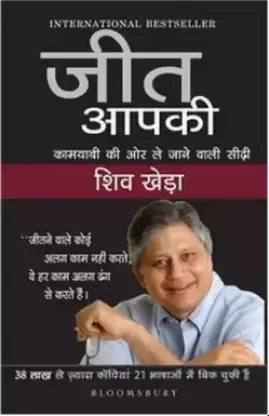 INTERNATIONAL BESTSELLER
जीत
आपकी
कामयाबी की ओर ले जाने वाली सीढ़ी
शिव खेड़ा
“जीतने वाले कोई
अलग काम नहीं करते,
वे हर काम अलग ढंग
से करते हैं।
38 लाख से ज़्यादा कॉपियां 21 भाषाओं में बिक चुकी है
BLOOMSBURY